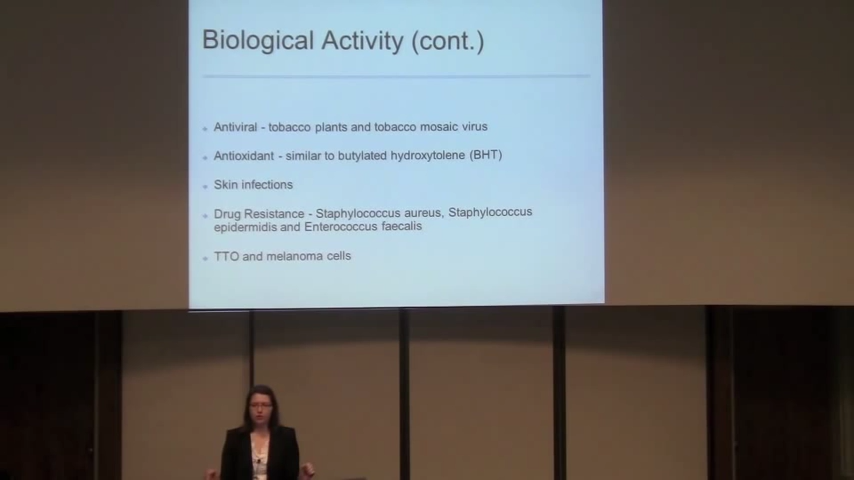 Biological Activity (cont.)
Antiviral - tobacco plants and tobacco mosaic virus
Antioxidant - similar to butylated hydroxytolene (BHT)
Skin infections
Drug Resistance - Staphylococcus aureus, Staphylococcus
epidermidis and Enterococcus faecalis
TTO and melanoma cells